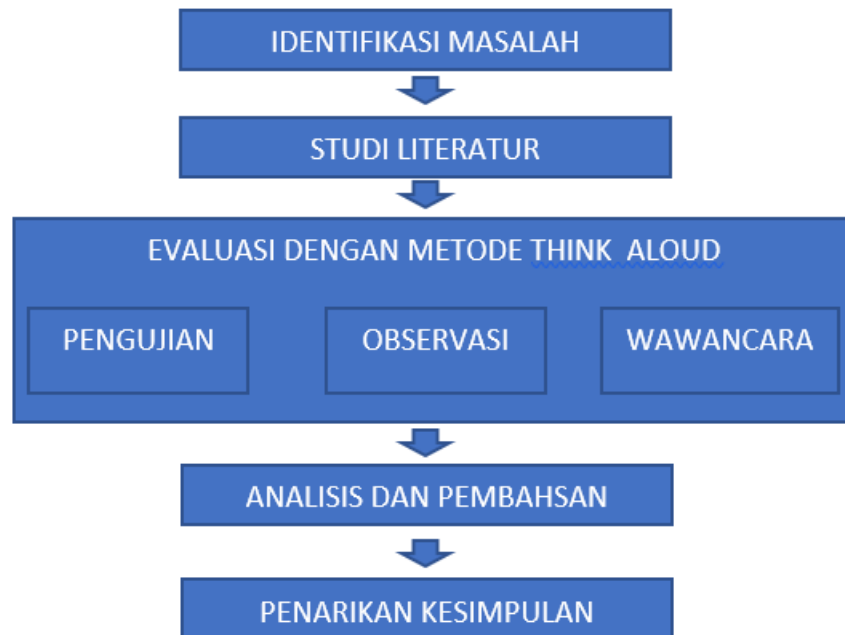 IDENTIFIKASI MASALAH
STUDI LITERATUR
EVALUASI DENGAN METODE THINK ALOUD
PENGUJIAN
OBSERVASI
WAWANCARA
ANALISIS DAN PEMBAHSAN
PENARIKAN KESIMPULAN